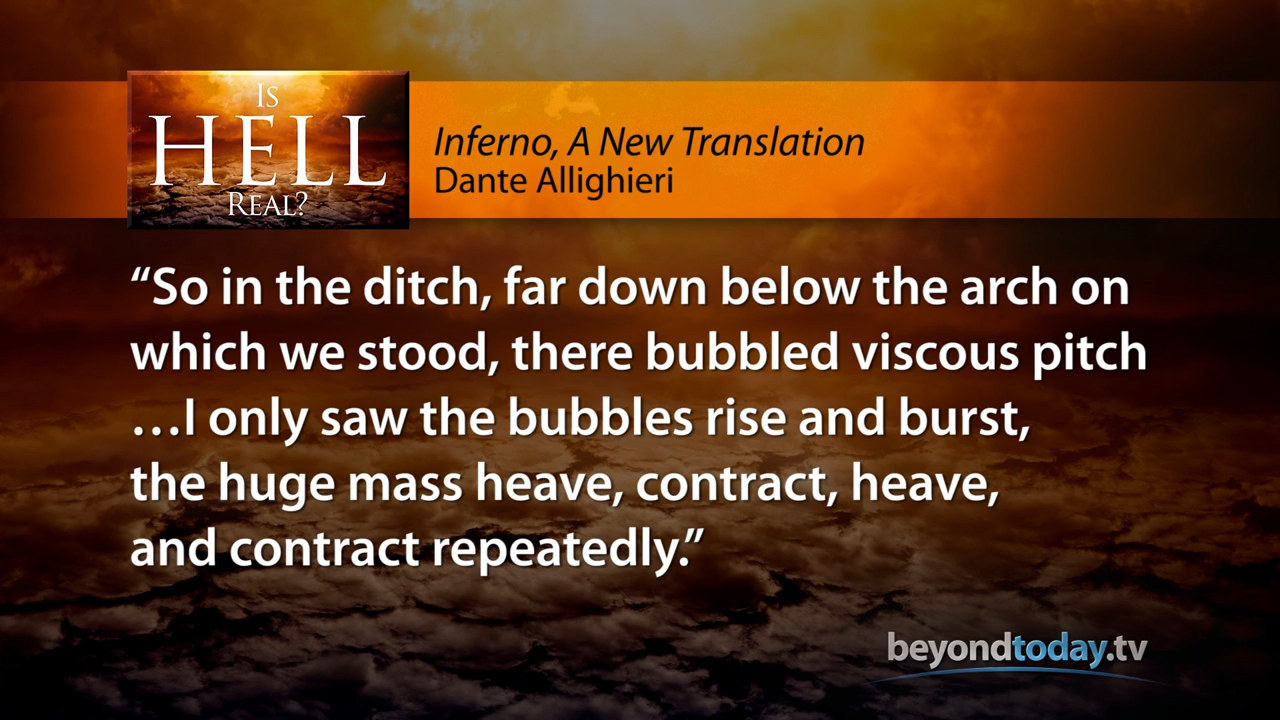 Is
HELL
Real?
Inferno, A New Translation
Dante Allighieri
“So in the ditch, far down below the arch on
which we stood, there bubbled viscous pitch
…I only saw the bubbles rise and burst,
the huge mass heave, contract, heave,
and contract repeatedly.”
beyondtoday.tv